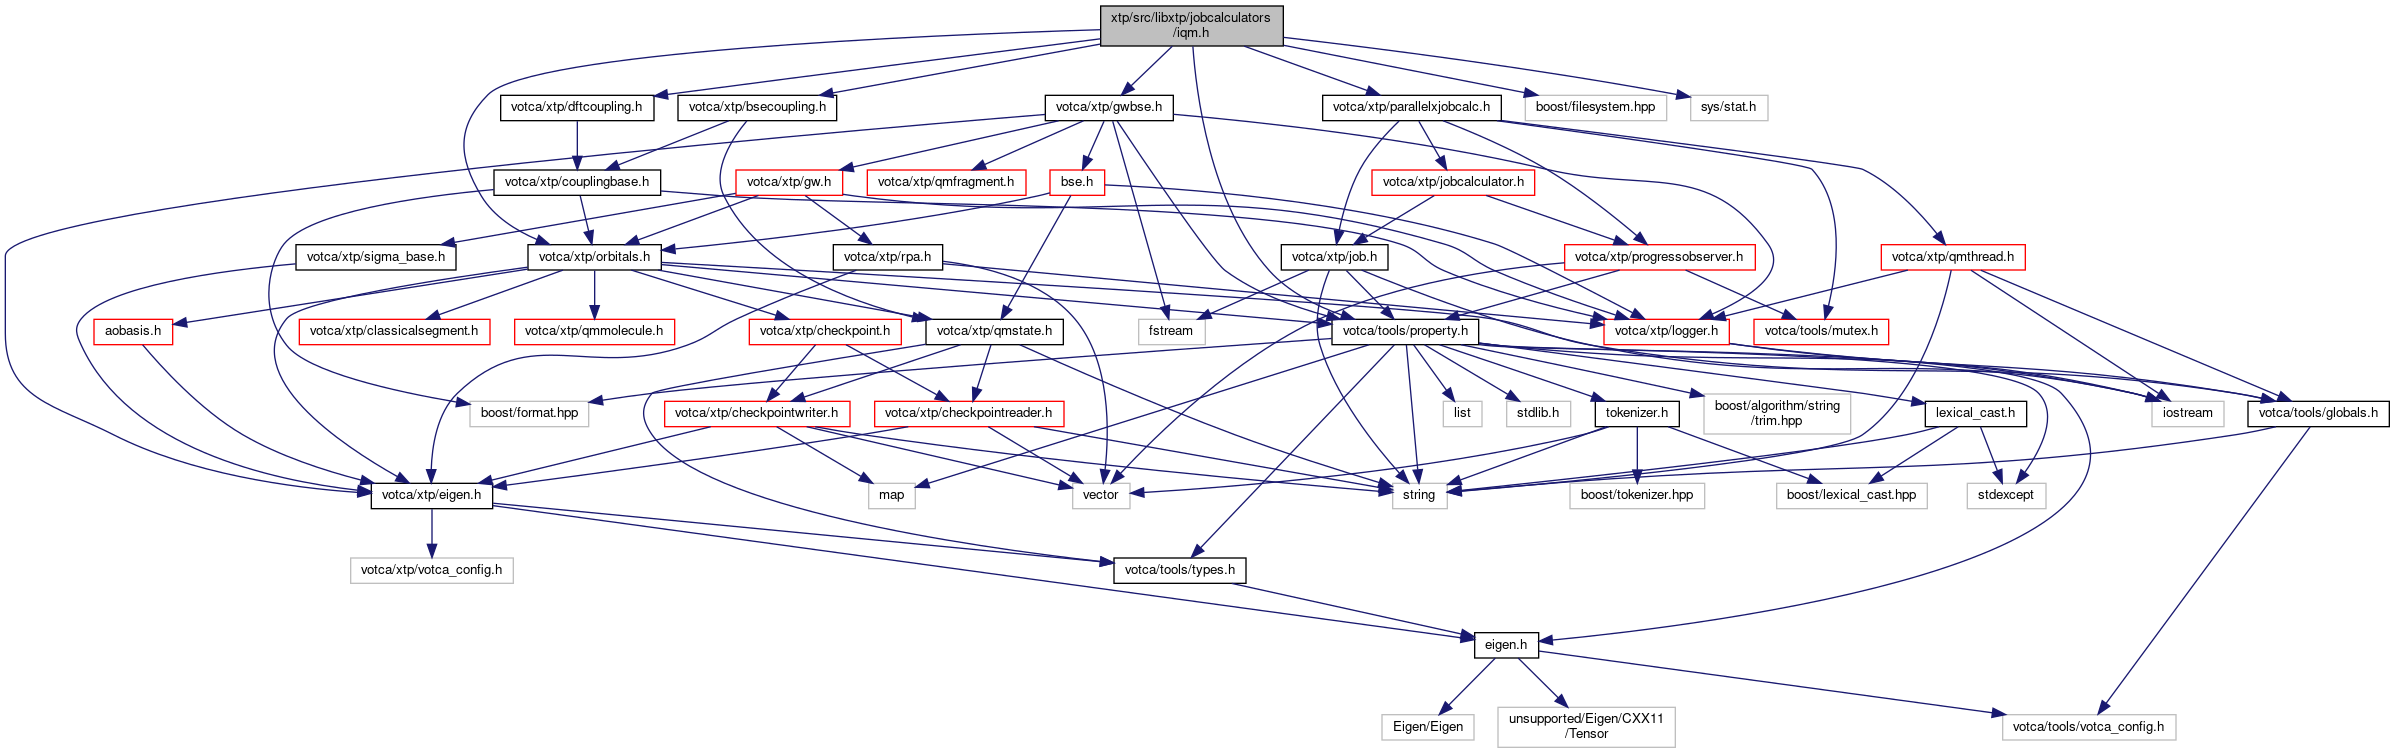 xtp/src/libxtp/jobcalculators
/iqm.h
votca/xtp/dftcoupling.h
votca/xtp/bsecoupling.h
votca/xtp/gwbse.h
votca/xtp/parallelxjobcalc.h
boost/filesystem.hpp
sys/stat.h
votca/xtp/couplingbase.h
votca/xtp/gw.h
votca/xtp/qmfragment.h
bse.h
votca/xtp/jobcalculator.h
votca/xtp/sigma_base.h
votca/xtp/orbitals.h
votca/xtp/rpa.h
votca/xtp/job.h
votca/xtp/progressobserver.h
votca/xtp/qmthread.h
aobasis.h
votca/xtp/classicalsegment.h
votca/xtp/qmmolecule.h
votca/xtp/checkpoint.h
votca/xtp/qmstate.h
fstream
votca/tools/property.h
votca/xtp/logger.h
votca/tools/mutex.h
boost/format.hpp
votca/xtp/checkpointwriter.h
votca/xtp/checkpointreader.h
list
stdlib.h
tokenizer.h
boost/algorithm/string
/trim.hpp
lexical_cast.h
iostream
votca/tools/globals.h
votca/xtp/eigen.h
map
vector
string
boost/tokenizer.hpp
boost/lexical_cast.hpp
stdexcept
votca/xtp/votca_config.h
votca/tools/types.h
eigen.h
Eigen/Eigen
unsupported/Eigen/CXX11
/Tensor
votca/tools/votca_config.h